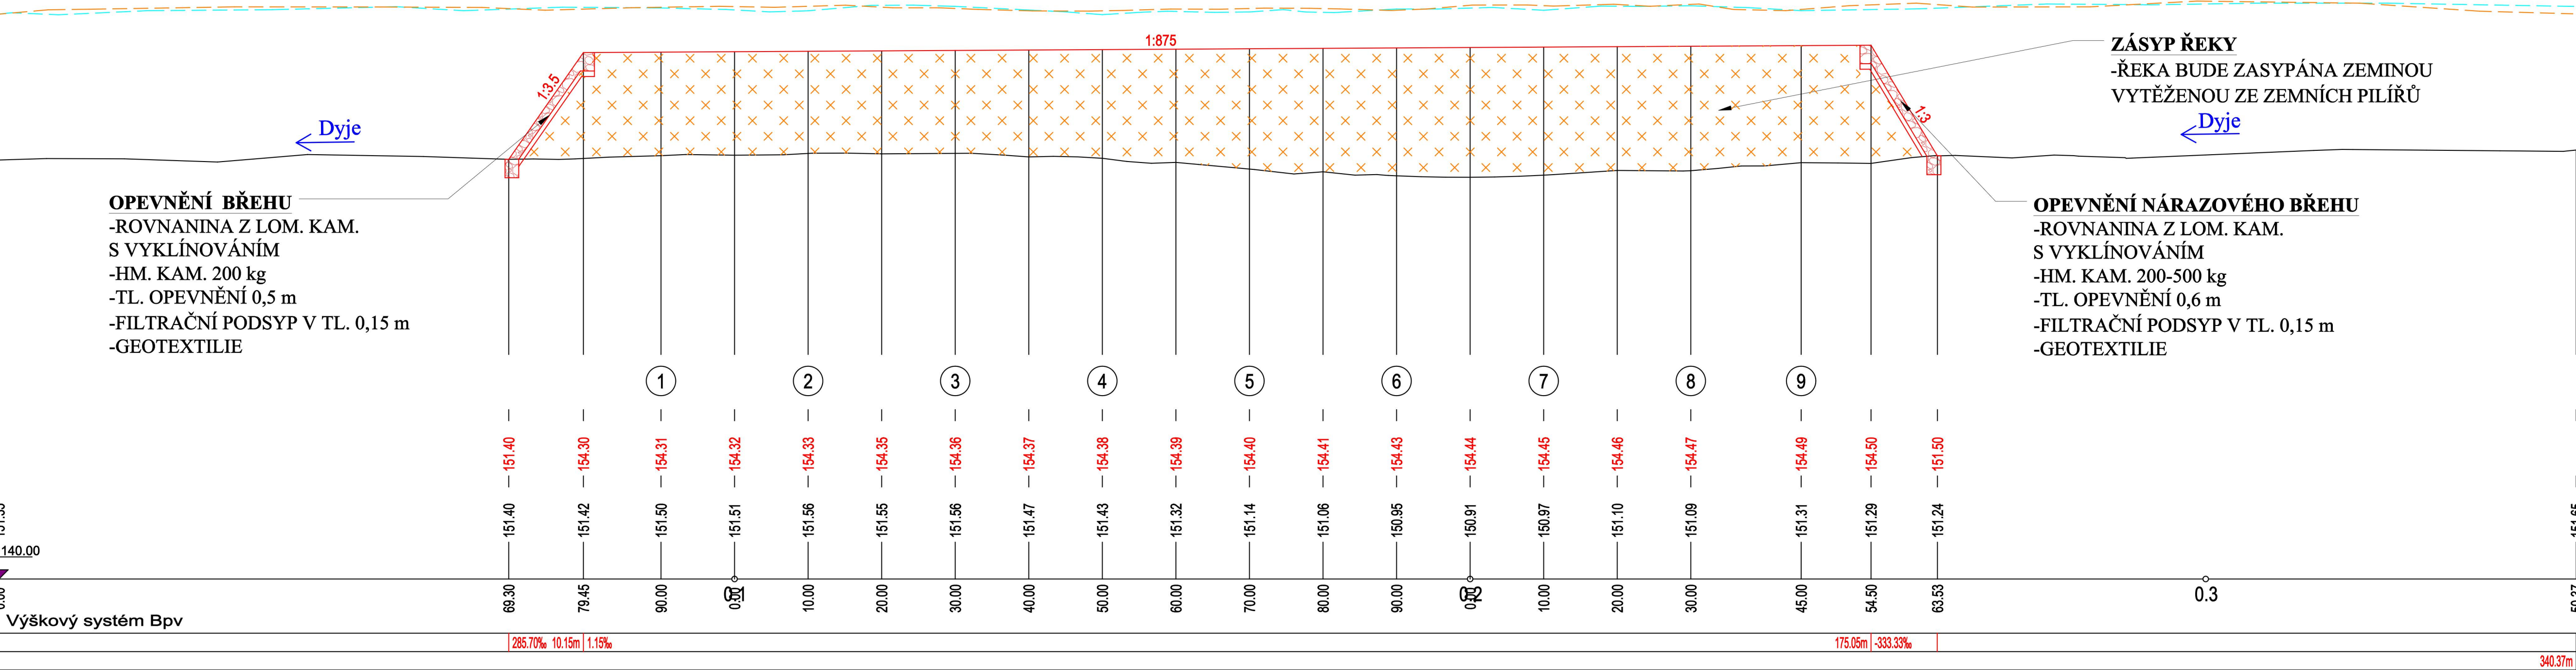 1:875
1:3.5
1:3
ZÁSYP ŘEKY
-ŘEKA BUDE ZASYPÁNA ZEMINOU
VYTĚŽENOU ZE ZEMNÍCH PILÍŘŮ
Dyje
Dyje
OPEVNĚNÍ BŘEHU
-ROVNANINA Z LOM. KAM.
S VYKLÍNOVÁNÍM
-HM. KAM. 200 kg
-TL. OPEVNĚNÍ 0,5 m
-FILTRAČNÍ PODSYP V TL. 0,15 m
-GEOTEXTILIE
OPEVNĚNÍ NÁRAZOVÉHO BŘEHU
-ROVNANINA Z LOM. KAM.
S VYKLÍNOVÁNÍM
-HM. KAM. 200-500 kg
-TL. OPEVNĚNÍ 0,6 m
-FILTRAČNÍ PODSYP V TL. 0,15 m
-GEOTEXTILIE
1 2 3 4 5 6 7 8 9
151.40 154.30 154.31 154.32 154.33 154.35 154.36 154.37 154.38 154.39 154.40 154.41 154.43 154.44 154.45 154.46 154.47 154.49 154.50 151.50
151.40 151.42 151.50 151.51 151.56 151.55 151.56 151.47 151.43 151.32 151.14 151.06 150.95 150.91 150.97 151.10 151.09 151.31 151.29 151.24
140.00
69.30 79.45 90.00 0.00 10.00 20.00 30.00 40.00 50.00 60.00 70.00 80.00 90.00 0.00 10.00 20.00 30.00 45.00 54.50 63.53
0.1 0.2 0.3
Výškový systém Bpv
285.70‰ 10.15m 1.15‰ 175.05m -333.33‰
340.37m